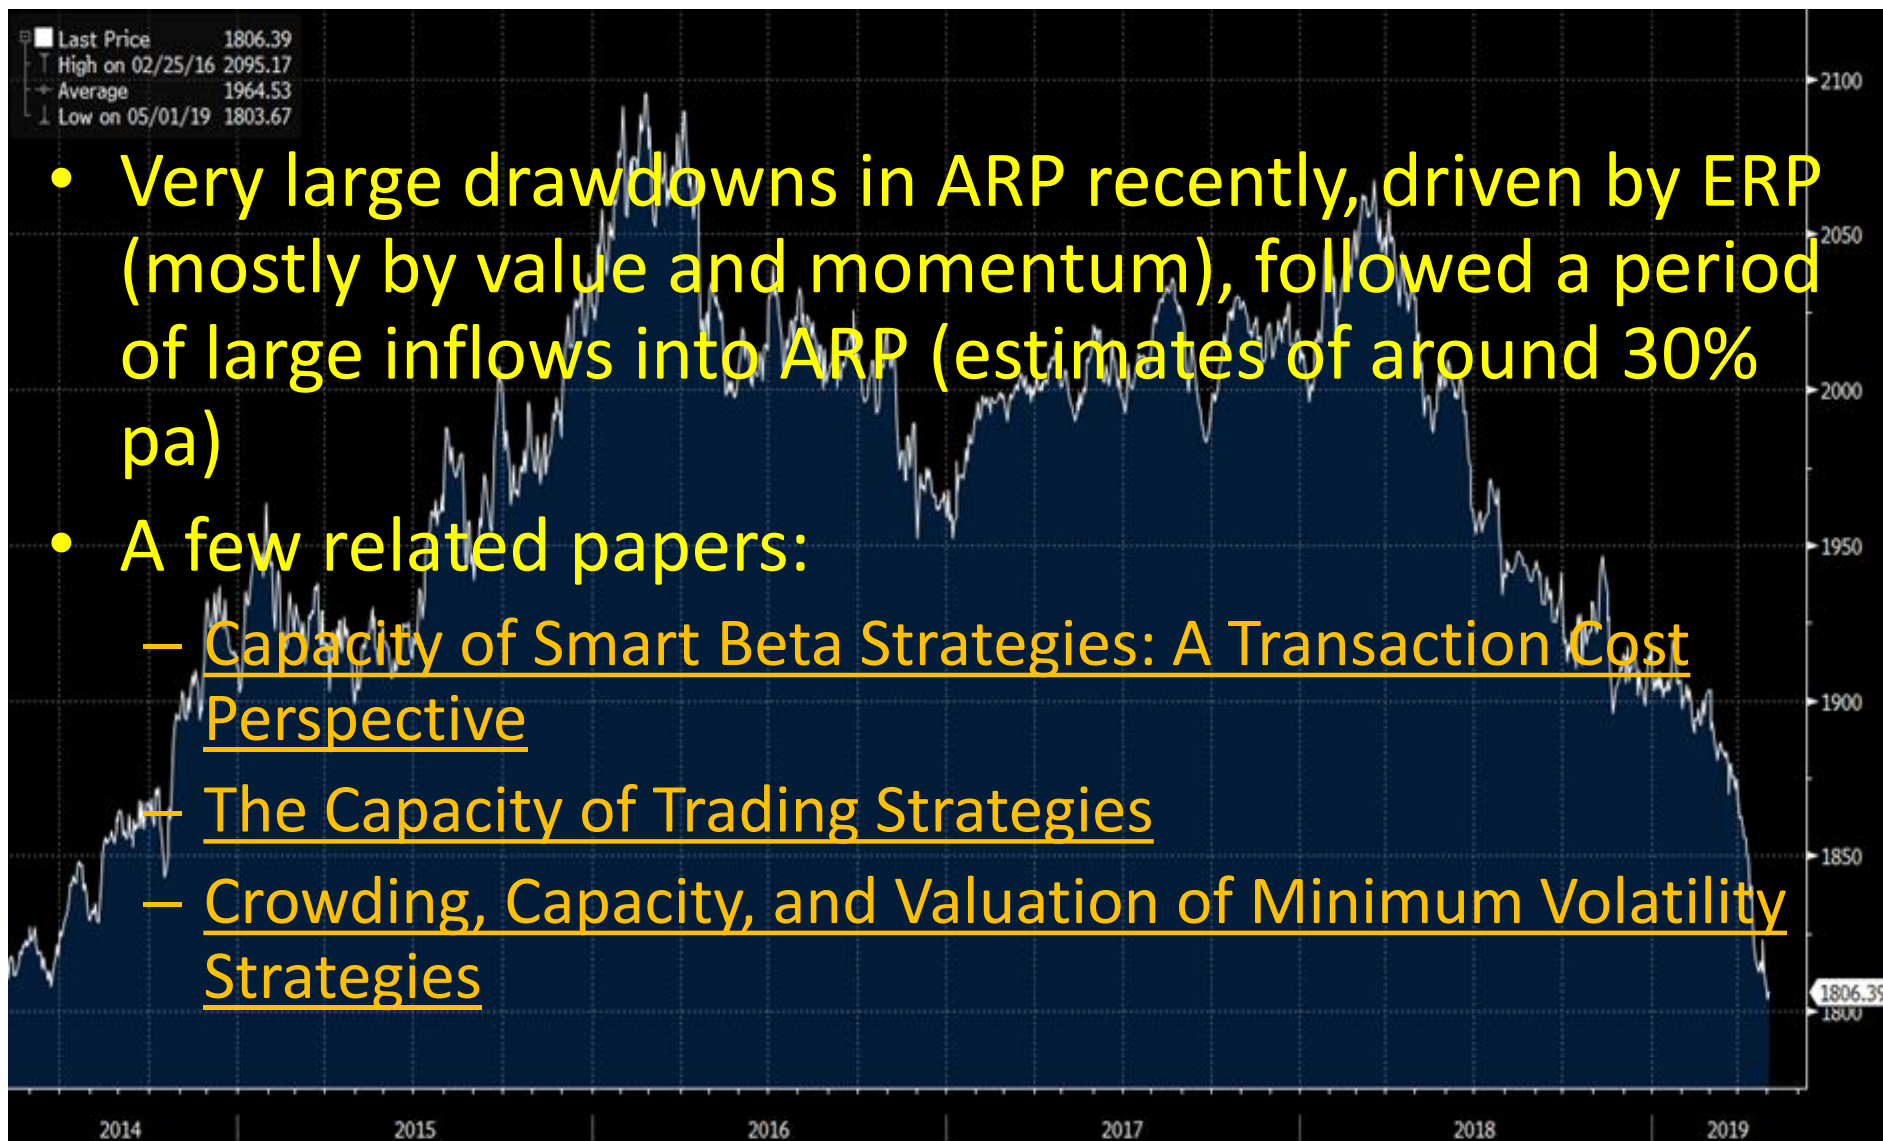 Last Price 1806.39
High on 02/25/16 2095.17
Average 1964.53
Low on 05/01/19 1803.67
• Very large drawdowns in ARP recently, driven by ERP
(mostly by value and momentum), followed a period
of large inflows into ARP (estimates of around 30%
pa)
• A few related papers:
– Capacity of Smart Beta Strategies: A Transaction Cost
Perspective
– The Capacity of Trading Strategies
– Crowding, Capacity, and Valuation of Minimum Volatility
Strategies
2100
2050
2000
1950
1900
1850
1806.39
1800
2014 2015 2016 2017 2018 2019